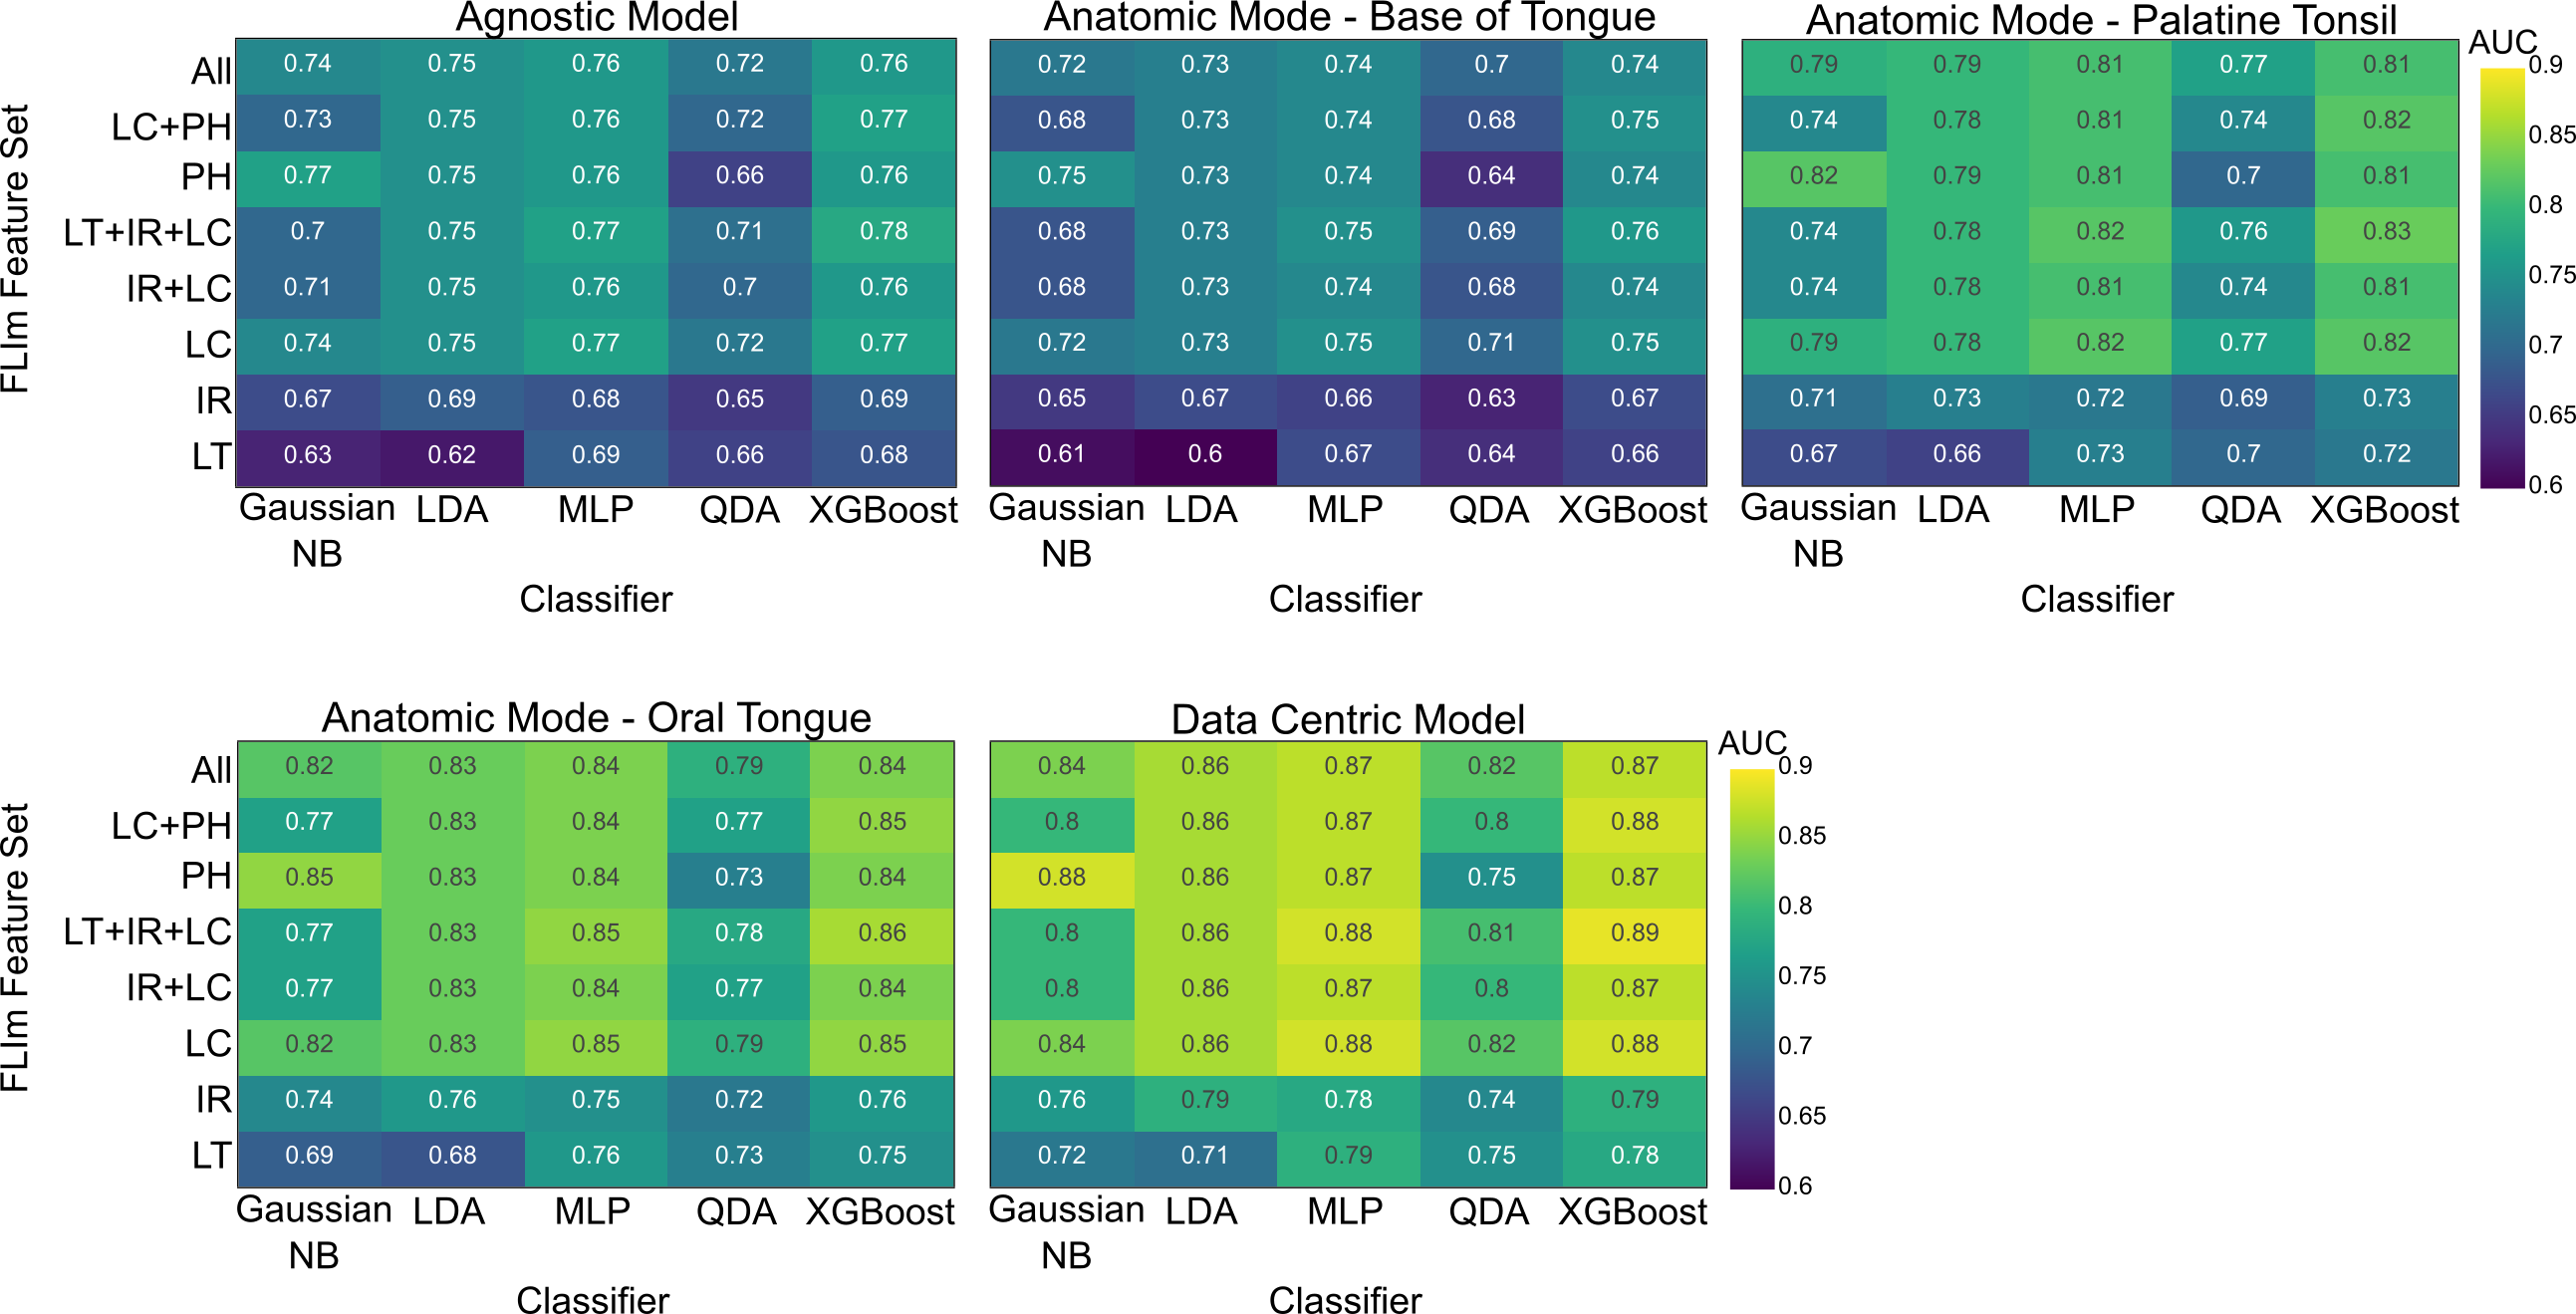 Agnostic Model
Anatomic Mode - Base of Tongue
Anatomic Mode - Palatine Tonsil
AUC
FLIm Feature Set
All 0.74 0.75 0.76 0.72 0.76 0.72 0.73 0.74 0.7 0.74 0.79 0.79 0.81 0.77 0.81 0.9
LC+PH 0.73 0.75 0.76 0.72 0.77 0.68 0.73 0.74 0.68 0.75 0.74 0.78 0.81 0.74 0.82 0.85
PH 0.77 0.75 0.76 0.66 0.76 0.75 0.73 0.74 0.64 0.74 0.82 0.79 0.81 0.7 0.81 0.8
LT+IR+LC 0.7 0.75 0.77 0.71 0.78 0.68 0.73 0.75 0.69 0.76 0.74 0.78 0.82 0.76 0.83 0.75
IR+LC 0.71 0.75 0.76 0.7 0.76 0.68 0.73 0.74 0.68 0.74 0.74 0.78 0.81 0.74 0.81
LC 0.74 0.75 0.77 0.72 0.77 0.72 0.73 0.75 0.71 0.75 0.79 0.78 0.82 0.77 0.82 0.7
IR 0.67 0.69 0.68 0.65 0.69 0.65 0.67 0.66 0.63 0.67 0.71 0.73 0.72 0.69 0.73 0.65
LT 0.63 0.62 0.69 0.66 0.68 0.61 0.6 0.67 0.64 0.66 0.67 0.66 0.73 0.7 0.72 0.6
Gaussian LDA MLP QDA XGBoost Gaussian LDA MLP QDA XGBoost Gaussian LDA MLP QDA XGBoost
NB NB NB
Classifier Classifier Classifier
Anatomic Mode - Oral Tongue
Data Centric Model
AUC
FLIm Feature Set
All 0.82 0.83 0.84 0.79 0.84 0.84 0.86 0.87 0.82 0.87 0.9
LC+PH 0.77 0.83 0.84 0.77 0.85 0.8 0.86 0.87 0.8 0.88 0.85
PH 0.85 0.83 0.84 0.73 0.84 0.88 0.86 0.87 0.75 0.87 0.8
LT+IR+LC 0.77 0.83 0.85 0.78 0.86 0.8 0.86 0.88 0.81 0.89 0.75
IR+LC 0.77 0.83 0.84 0.77 0.84 0.8 0.86 0.87 0.8 0.87
LC 0.82 0.83 0.85 0.79 0.85 0.84 0.86 0.88 0.82 0.88 0.7
IR 0.74 0.76 0.75 0.72 0.76 0.76 0.79 0.78 0.74 0.79 0.65
LT 0.69 0.68 0.76 0.73 0.75 0.72 0.71 0.79 0.75 0.78 0.6
Gaussian LDA MLP QDA XGBoost Gaussian LDA MLP QDA XGBoost
NB NB
Classifier Classifier